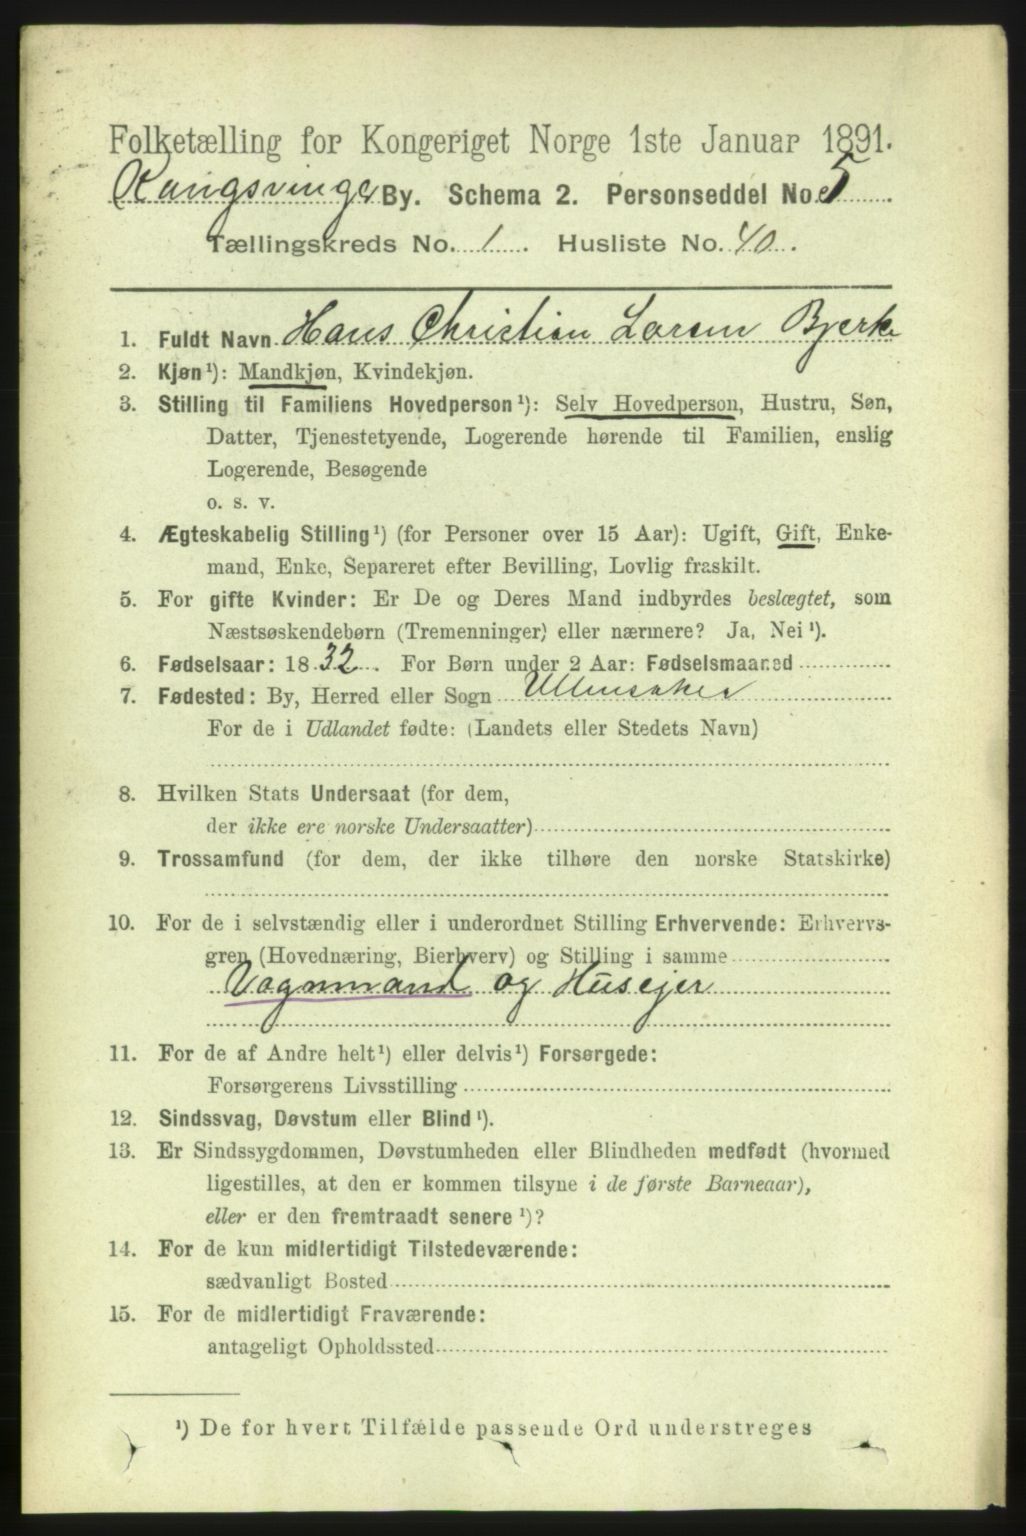 Folketælling for Kongeriget Norge 1ste Januar 1891.
Kongsvinger By. Schema 2. Personseddel No. 5
Tællingskreds No. 1. Husliste No. 40.
1. Fuldt Navn Hans Christian Bjerke
2. Kjøn¹): Mandkjøn, Kvindekjøn.
3. Stilling til Familiens Hovedperson¹): Selv Hovedperson, Hustru, Søn,
Datter, Tjenestetyende, Logerende hørende til Familien, enslig
Logerende, Besøgende
o. s. v.
4. Ægteskabelig Stilling¹) (for Personer over 15 Aar): Ugift, Gift, Enke-
mand, Enke, Separeret efter Bevilling, Lovlig fraskilt.
5. For gifte Kvinder: Er De og Deres Mand indbyrdes beslægtet, som
Næstsøskendebørn (Tremenninger) eller nærmere? Ja, Nei¹).
6. Fødselsaar: 1832. For Børn under 2 Aar: Fødselsmaaned
7. Fødested: By, Herred eller Sogn Ullensaker
For de i Udlandet fødte: (Landets eller Stedets Navn)
8. Hvilken Stats Undersaat (for dem,
der ikke ere norske Undersaatter)
9. Trossamfund (for dem, der ikke tilhøre den norske Statskirke)
10. For de i selvstændig eller i underordnet Stilling Erhvervende: Erhvervs-
gren (Hovednæring, Bierhverv) og Stilling i samme
Vognmand og Husejer
11. For de af Andre helt¹) eller delvis¹) Forsørgede:
Forsørgerens Livsstilling
12. Sindssvag, Døvstum eller Blind¹).
13. Er Sindssygdommen, Døvstumheden eller Blindheden medfødt (hvormed
ligestilles, at den er kommen tilsyne i de første Barneaar),
eller er den fremtraadt senere¹)?
14. For de kun midlertidigt Tilstedeværende:
sædvanligt Bosted
15. For de midlertidigt Fraværende:
antageligt Opholdssted
¹) De for hvert Tilfælde passende Ord understreges